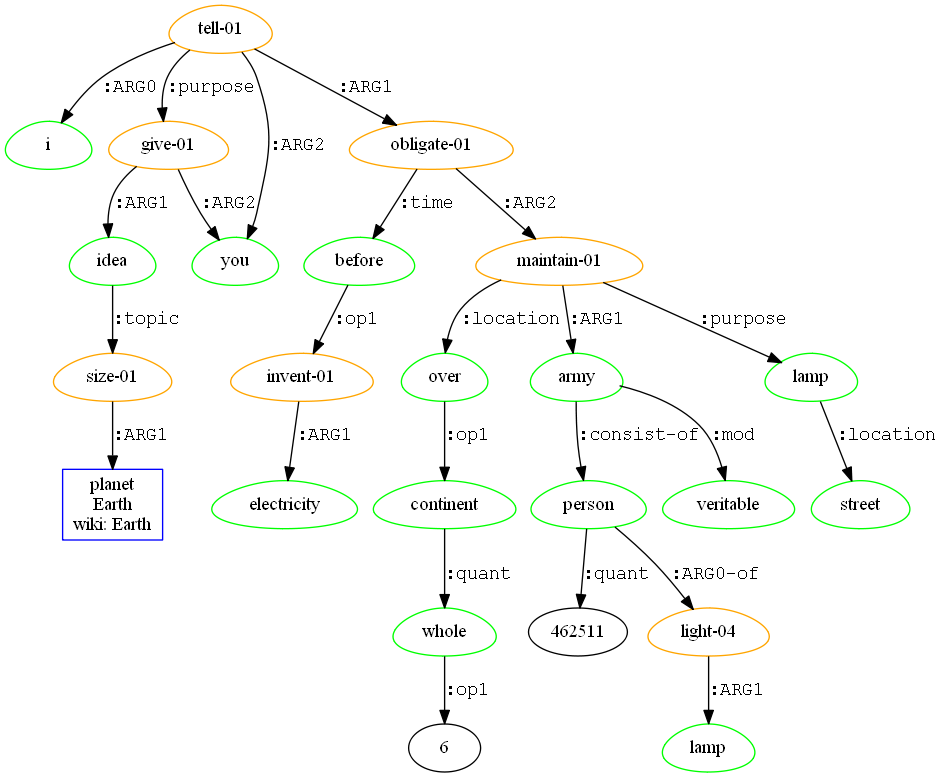 tell-01
:ARG0 :purpose :ARG1
:ARG2
i give-01 obligate-01
:ARG1 :ARG2 :time :ARG2
idea you before maintain-01
:topic :op1 :location :ARG1 :purpose
size-01 invent-01 over army lamp
:ARG1 :ARG1 :op1 :consist-of :mod :location
planet
Earth
wiki: Earth
electricity continent person veritable street
:quant :quant :ARG0-of
whole 462511 light-04
:op1 :ARG1
6 lamp